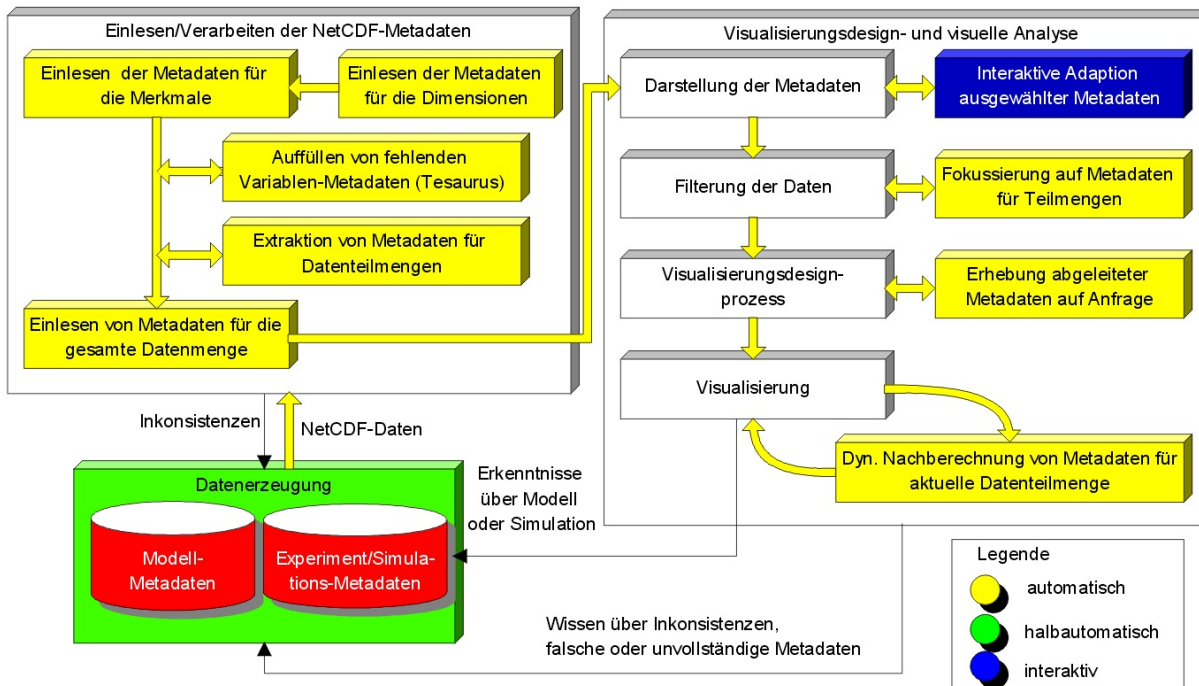 Einlesen/Verarbeiten der NetCDF-Metadaten
Einlesen der Metadaten für
die Merkmale
Einlesen der Metadaten
für die Dimensionen
Auffüllen von fehlenden
Variablen-Metadaten (Tesaurus)
Extraktion von Metadaten für
Datenteilmengen
Einlesen von Metadaten für die
gesamte Datenmenge
Visualisierungsdesign- und visuelle Analyse
Darstellung der Metadaten
Interaktive Adaption
ausgewählter Metadaten
Filterung der Daten
Fokussierung auf Metadaten
für Teilmengen
Visualisierungsdesign-
prozess
Erhebung abgeleiteter
Metadaten auf Anfrage
Visualisierung
Dyn. Nachberechnung von Metadaten für
aktuelle Datenteilmenge
Inkonsistenzen
NetCDF-Daten
Datenerzeugung
Modell-
Metadaten
Experiment/Simula-
tions-Metadaten
Erkenntnisse
über Modell
oder Simulation
Wissen über Inkonsistenzen,
falsche oder unvollständige Metadaten
Legende
automatisch
halbautomatisch
interaktiv